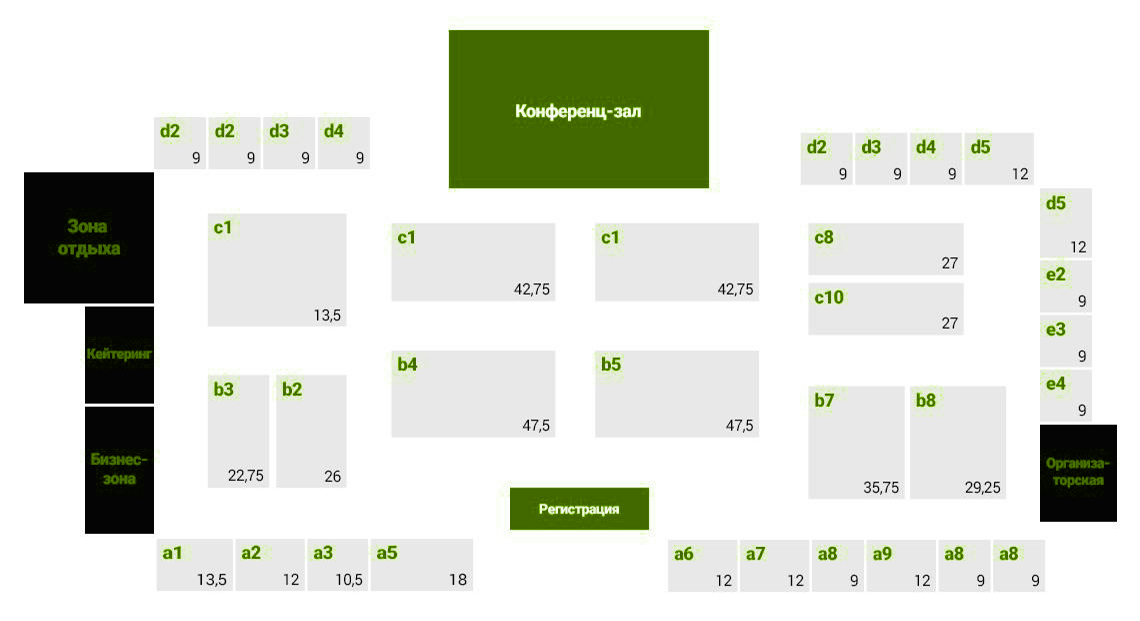 Конференц-зал
d2
9
d2
9
d3
9
d4
9
d2
9
d3
9
d4
9
d5
12
Зона
отдыха
d5
12
c1
13,5
c1
42,75
c1
42,75
c8
27
c10
27
e2
9
e3
9
e4
9
Кейтеринг
b4
47,5
b5
47,5
b3
22,75
b2
26
b7
35,75
b8
29,25
Бизнес-
зона
Организа-
торская
Регистрация
a1
13,5
a2
12
a3
10,5
a5
18
a6
12
a7
12
a8
9
a9
12
a8
9
a8
9